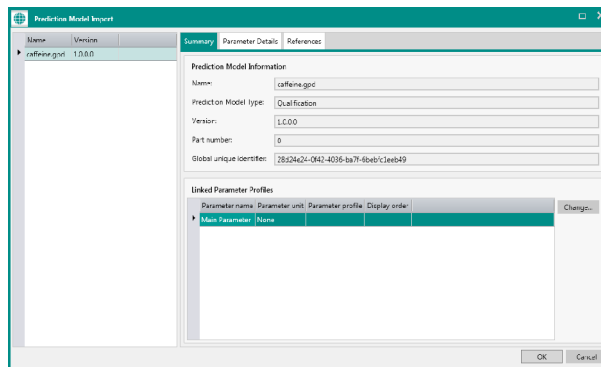 Prediction Model Import
Name Version
caffeine.gpd 1.0.0.0
Summary Parameter Details References
Prediction Model Information
Name: caffeine.gpd
Prediction Model Type: Qualification
Version: 1.0.0.0
Part number: 0
Global unique identifier: 28d24e24-0f42-4036-ba7f-6beb2c1eeb49
Linked Parameter Profiles
Parameter name Parameter unit Parameter profile Display order
Main Parameter None
Change...
OK Cancel